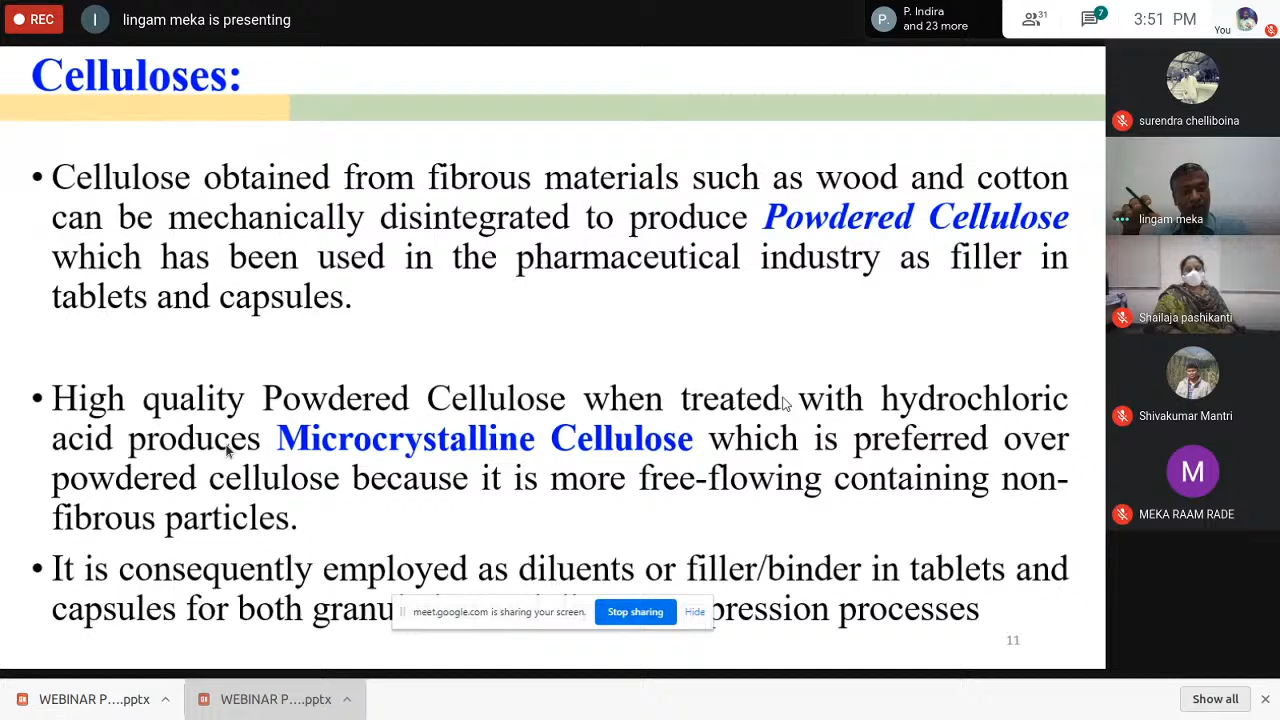 REC
I
lingam meka is presenting
P.
P. Indira
and 23 more
31
7
3:51 PM
You
Celluloses:
• Cellulose obtained from fibrous materials such as wood and cotton
can be mechanically disintegrated to produce Powdered Cellulose
which has been used in the pharmaceutical industry as filler in
tablets and capsules.
• High quality Powdered Cellulose when treated with hydrochloric
acid produces Microcrystalline Cellulose which is preferred over
powdered cellulose because it is more free-flowing containing non-
fibrous particles.
• It is consequently employed as diluents or filler/binder in tablets and
capsules for both granu pression processes
meet.google.com is sharing your screen.
Stop sharing
Hide
11
surendra chelliboina
lingam meka
Shailaja pashikanti
Shivakumar Mantri
M
MEKA RAAM RADE
WEBINAR P....pptx
WEBINAR P....pptx
Show all